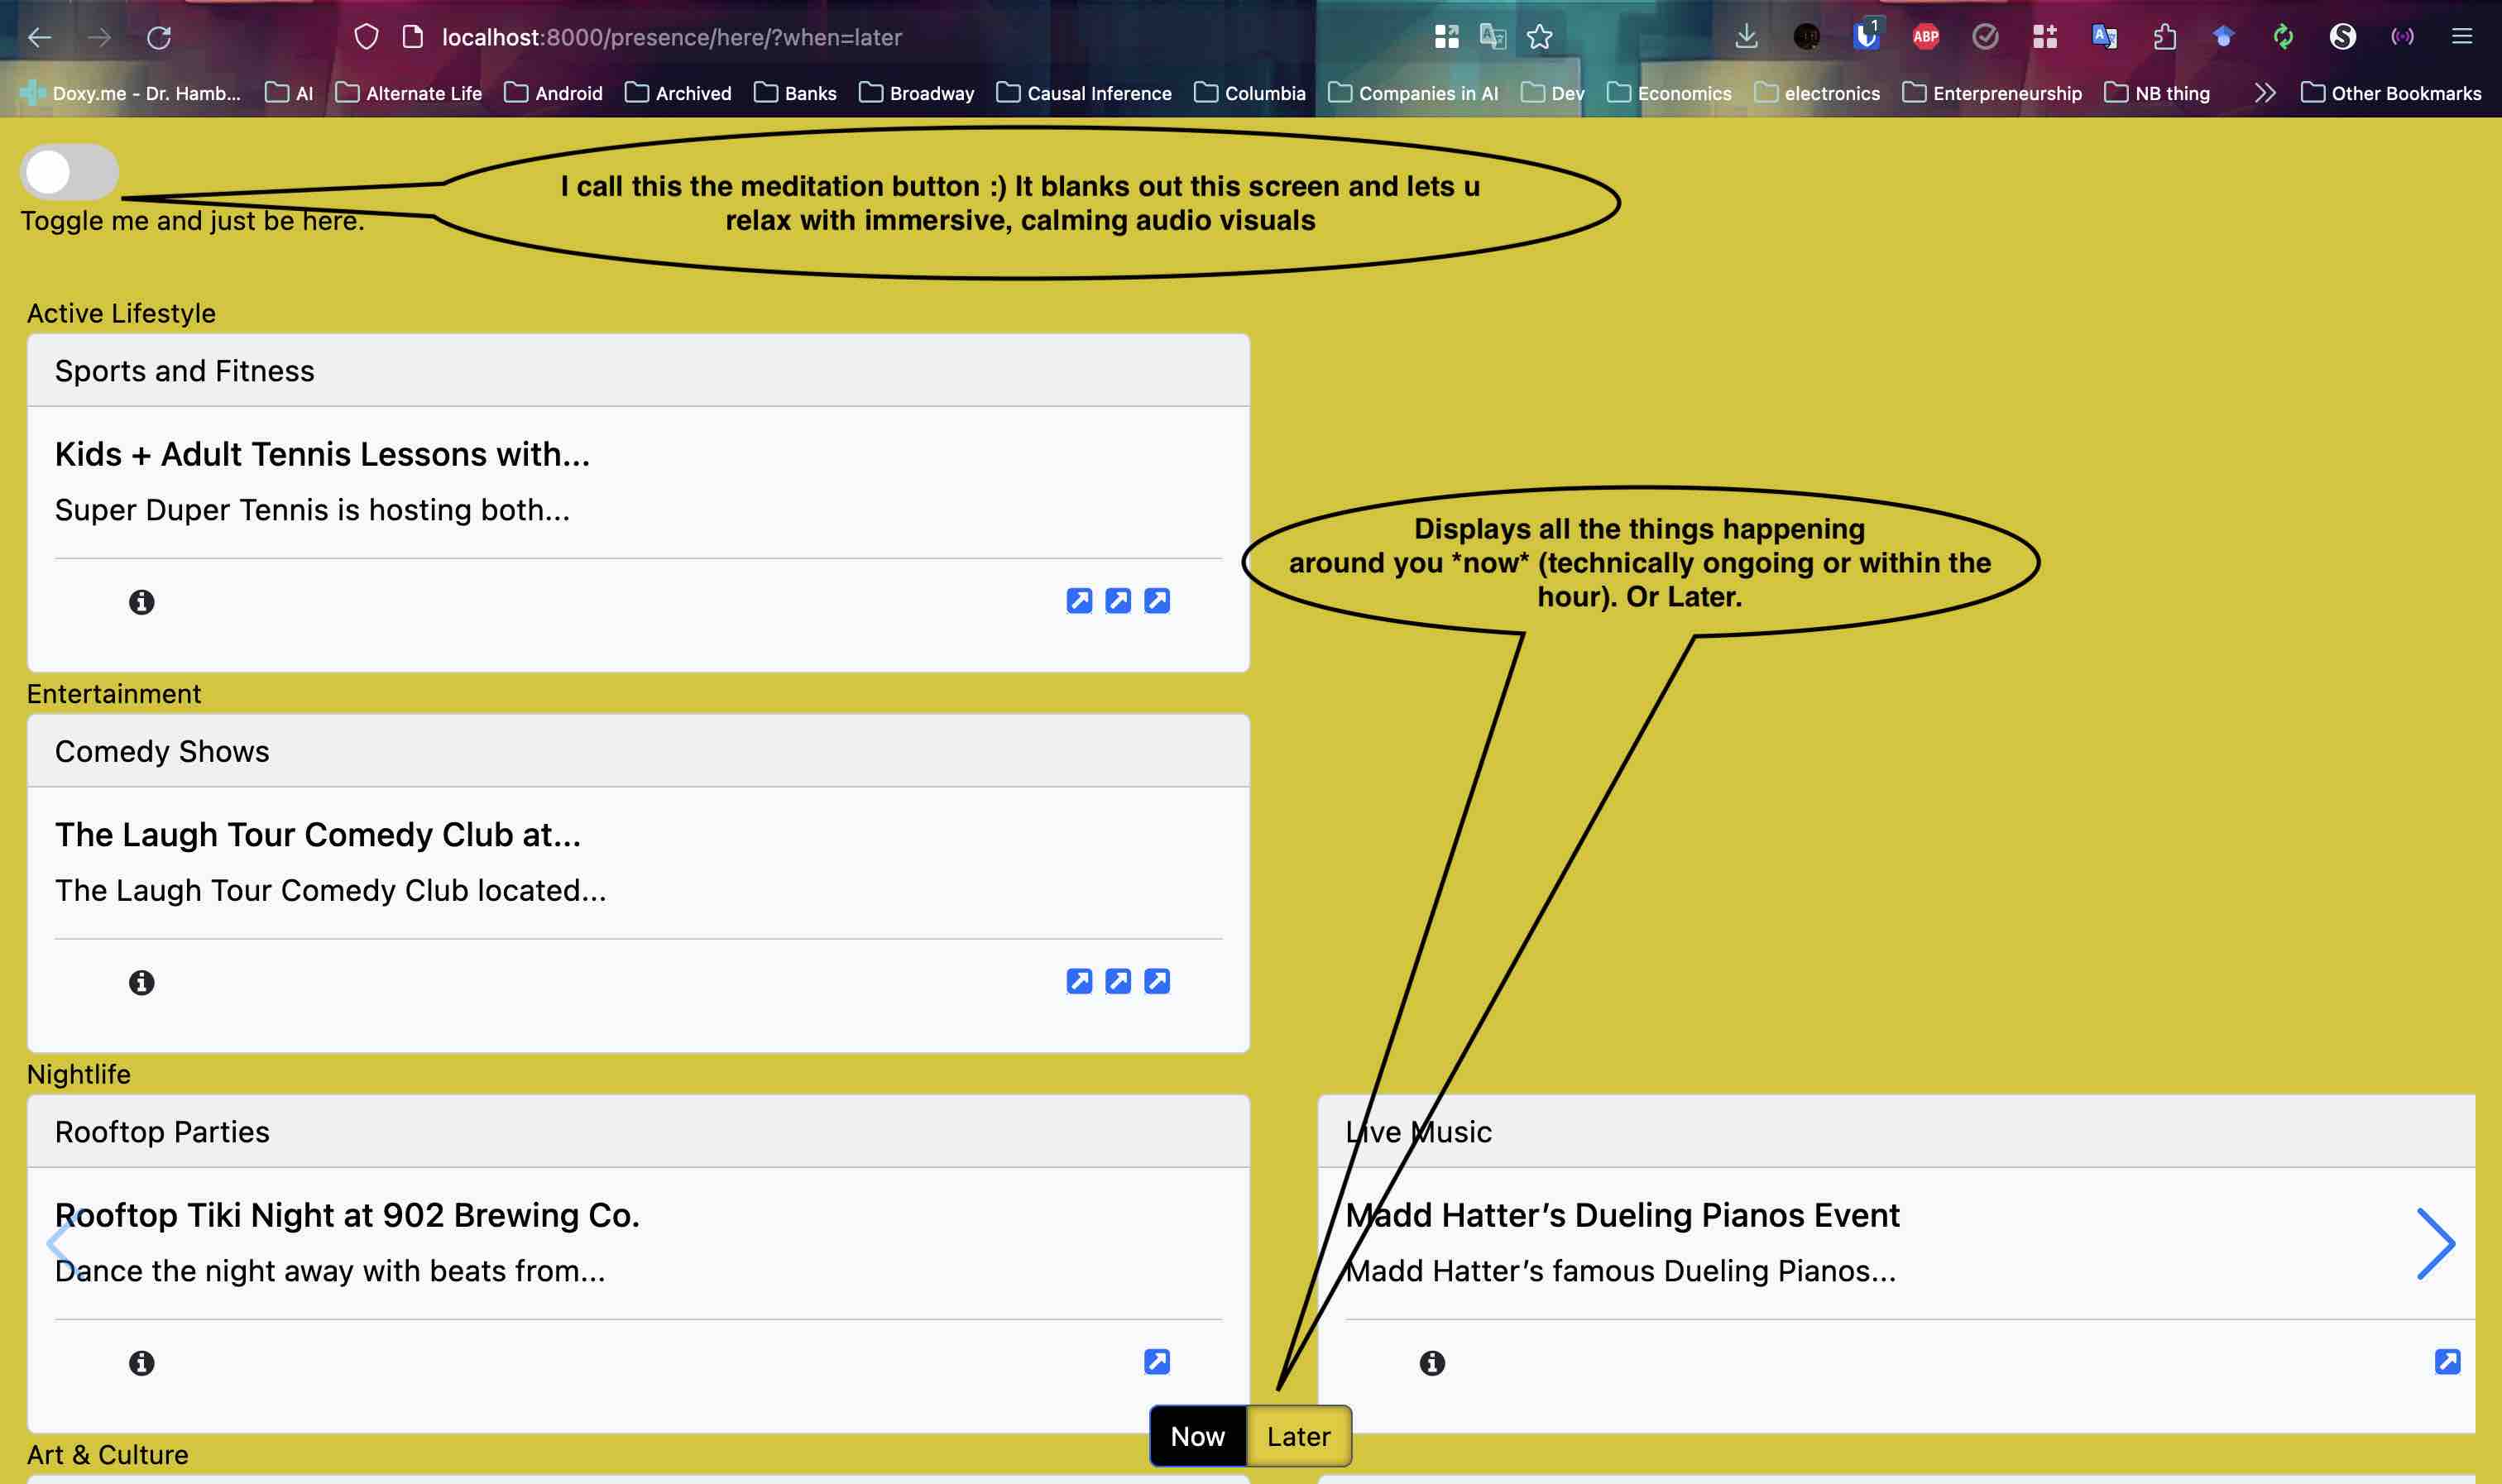 localhost:8000/presence/here/?when=later
1
ABP
Doxy.me - Dr. Hamb...
AI
Alternate Life
Android
Archived
Banks
Broadway
Causal Inference
Columbia
Companies in AI
Dev
Economics
electronics
Enterpreneurship
NB thing
Other Bookmarks
I call this the meditation button :) It blanks out this screen and lets u
relax with immersive, calming audio visuals
Toggle me and just be here.
Active Lifestyle
Sports and Fitness
Kids + Adult Tennis Lessons with...
Super Duper Tennis is hosting both...
Displays all the things happening
around you *now* (technically ongoing or within the
hour). Or Later.
Entertainment
Comedy Shows
The Laugh Tour Comedy Club at...
The Laugh Tour Comedy Club located...
Nightlife
Rooftop Parties
Rooftop Tiki Night at 902 Brewing Co.
Dance the night away with beats from...
Live Music
Madd Hatter’s Dueling Pianos Event
Madd Hatter’s famous Dueling Pianos...
Now
Later
Art & Culture